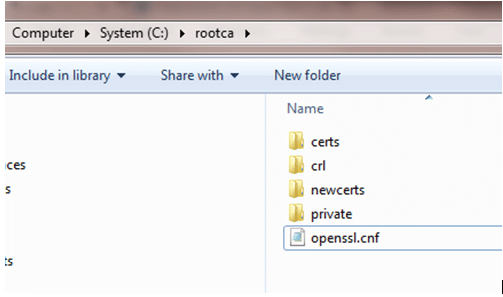 Computer ▸ System (C:) ▸ rootca ▸
Include in library ▾ Share with ▾ New folder
Name
certs
crl
ces
newcerts
s
private
openssl.cnf
ts